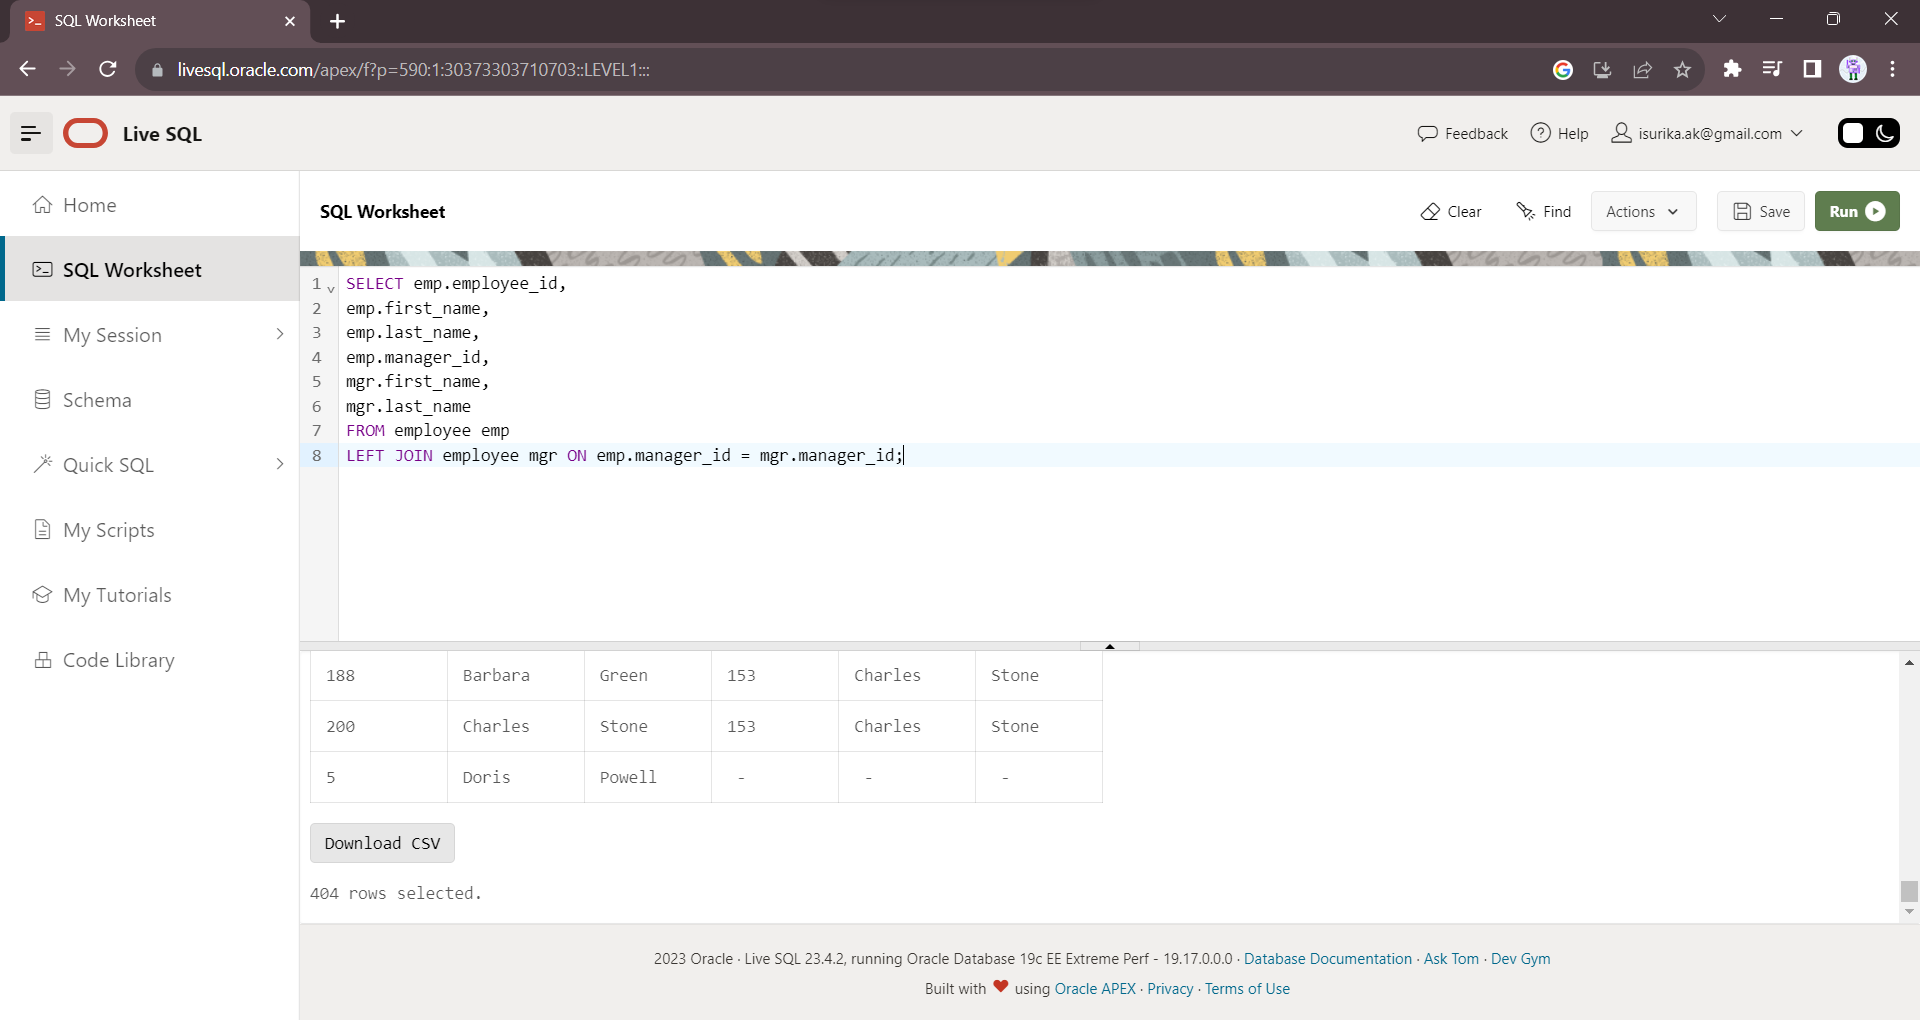 SQL Worksheet
livesql.oracle.com/apex/f?p=590:1:30373303710703::LEVEL1:::
Live SQL
Feedback
Help
isurika.ak@gmail.com
Home
SQL Worksheet
My Session
Schema
Quick SQL
My Scripts
My Tutorials
Code Library
SQL Worksheet
Clear
Find
Actions
Save
Run
1 SELECT emp.employee_id,
2 emp.first_name,
3 emp.last_name,
4 emp.manager_id,
5 mgr.first_name,
6 mgr.last_name
7 FROM employee emp
8 LEFT JOIN employee mgr ON emp.manager_id = mgr.manager_id;
188 Barbara Green 153 Charles Stone
200 Charles Stone 153 Charles Stone
5 Doris Powell - - -
Download CSV
404 rows selected.
2023 Oracle · Live SQL 23.4.2, running Oracle Database 19c EE Extreme Perf - 19.17.0.0.0 · Database Documentation · Ask Tom · Dev Gym
Built with ❤ using Oracle APEX · Privacy · Terms of Use